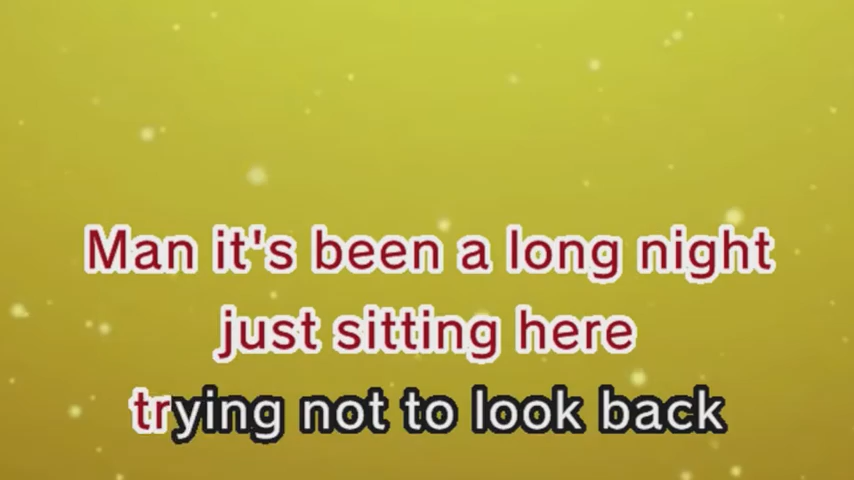 Man it's been a long night
just sitting here
trying not to look back